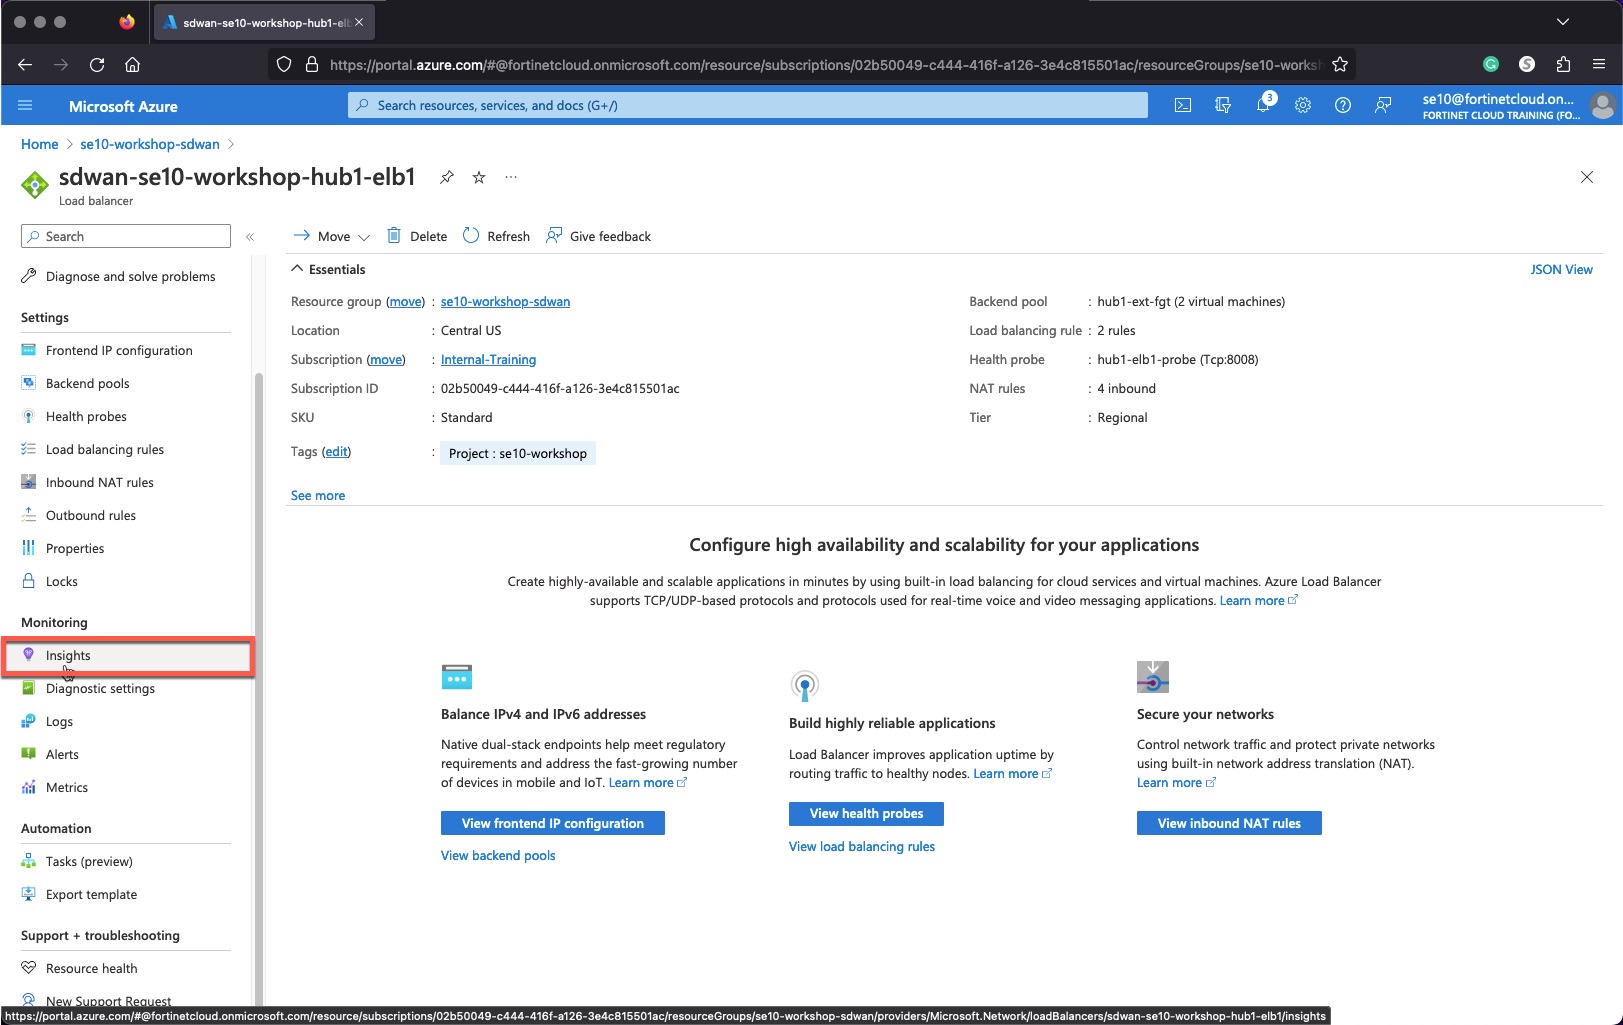 sdwan-se10-workshop-hub1-elb
https://portal.azure.com/#@fortinetcloud.onmicrosoft.com/resource/subscriptions/02b50049-c444-416f-a126-3e4c815501ac/resourceGroups/se10-works
Microsoft Azure
Search resources, services, and docs (G+/)
3
se10@fortinetcloud.on...
FORTINET CLOUD TRAINING (FO...
Home > se10-workshop-sdwan >
sdwan-se10-workshop-hub1-elb1
Load balancer
Search
Move
Delete
Refresh
Give feedback
Diagnose and solve problems
Settings
Frontend IP configuration
Backend pools
Health probes
Load balancing rules
Inbound NAT rules
Outbound rules
Properties
Locks
Monitoring
Insights
Diagnostic settings
Logs
Alerts
Metrics
Automation
Tasks (preview)
Export template
Support + troubleshooting
Resource health
New Support Request
Essentials
JSON View
Resource group (move) : se10-workshop-sdwan
Location : Central US
Subscription (move) : Internal-Training
Subscription ID : 02b50049-c444-416f-a126-3e4c815501ac
SKU : Standard
Tags (edit) : Project : se10-workshop
See more
Backend pool : hub1-ext-fgt (2 virtual machines)
Load balancing rule : 2 rules
Health probe : hub1-elb1-probe (Tcp:8008)
NAT rules : 4 inbound
Tier : Regional
Configure high availability and scalability for your applications
Create highly-available and scalable applications in minutes by using built-in load balancing for cloud services and virtual machines. Azure Load Balancer
supports TCP/UDP-based protocols and protocols used for real-time voice and video messaging applications. Learn more
Balance IPv4 and IPv6 addresses
Native dual-stack endpoints help meet regulatory
requirements and address the fast-growing number
of devices in mobile and IoT. Learn more
View frontend IP configuration
View backend pools
Build highly reliable applications
Load Balancer improves application uptime by
routing traffic to healthy nodes. Learn more
View health probes
View load balancing rules
Secure your networks
Control network traffic and protect private networks
using built-in network address translation (NAT).
Learn more
View inbound NAT rules
https://portal.azure.com/#@fortinetcloud.onmicrosoft.com/resource/subscriptions/02b50049-c444-416f-a126-3e4c815501ac/resourceGroups/se10-workshop-sdwan/providers/Microsoft.Network/loadBalancers/sdwan-se10-workshop-hub1-elb1/insights